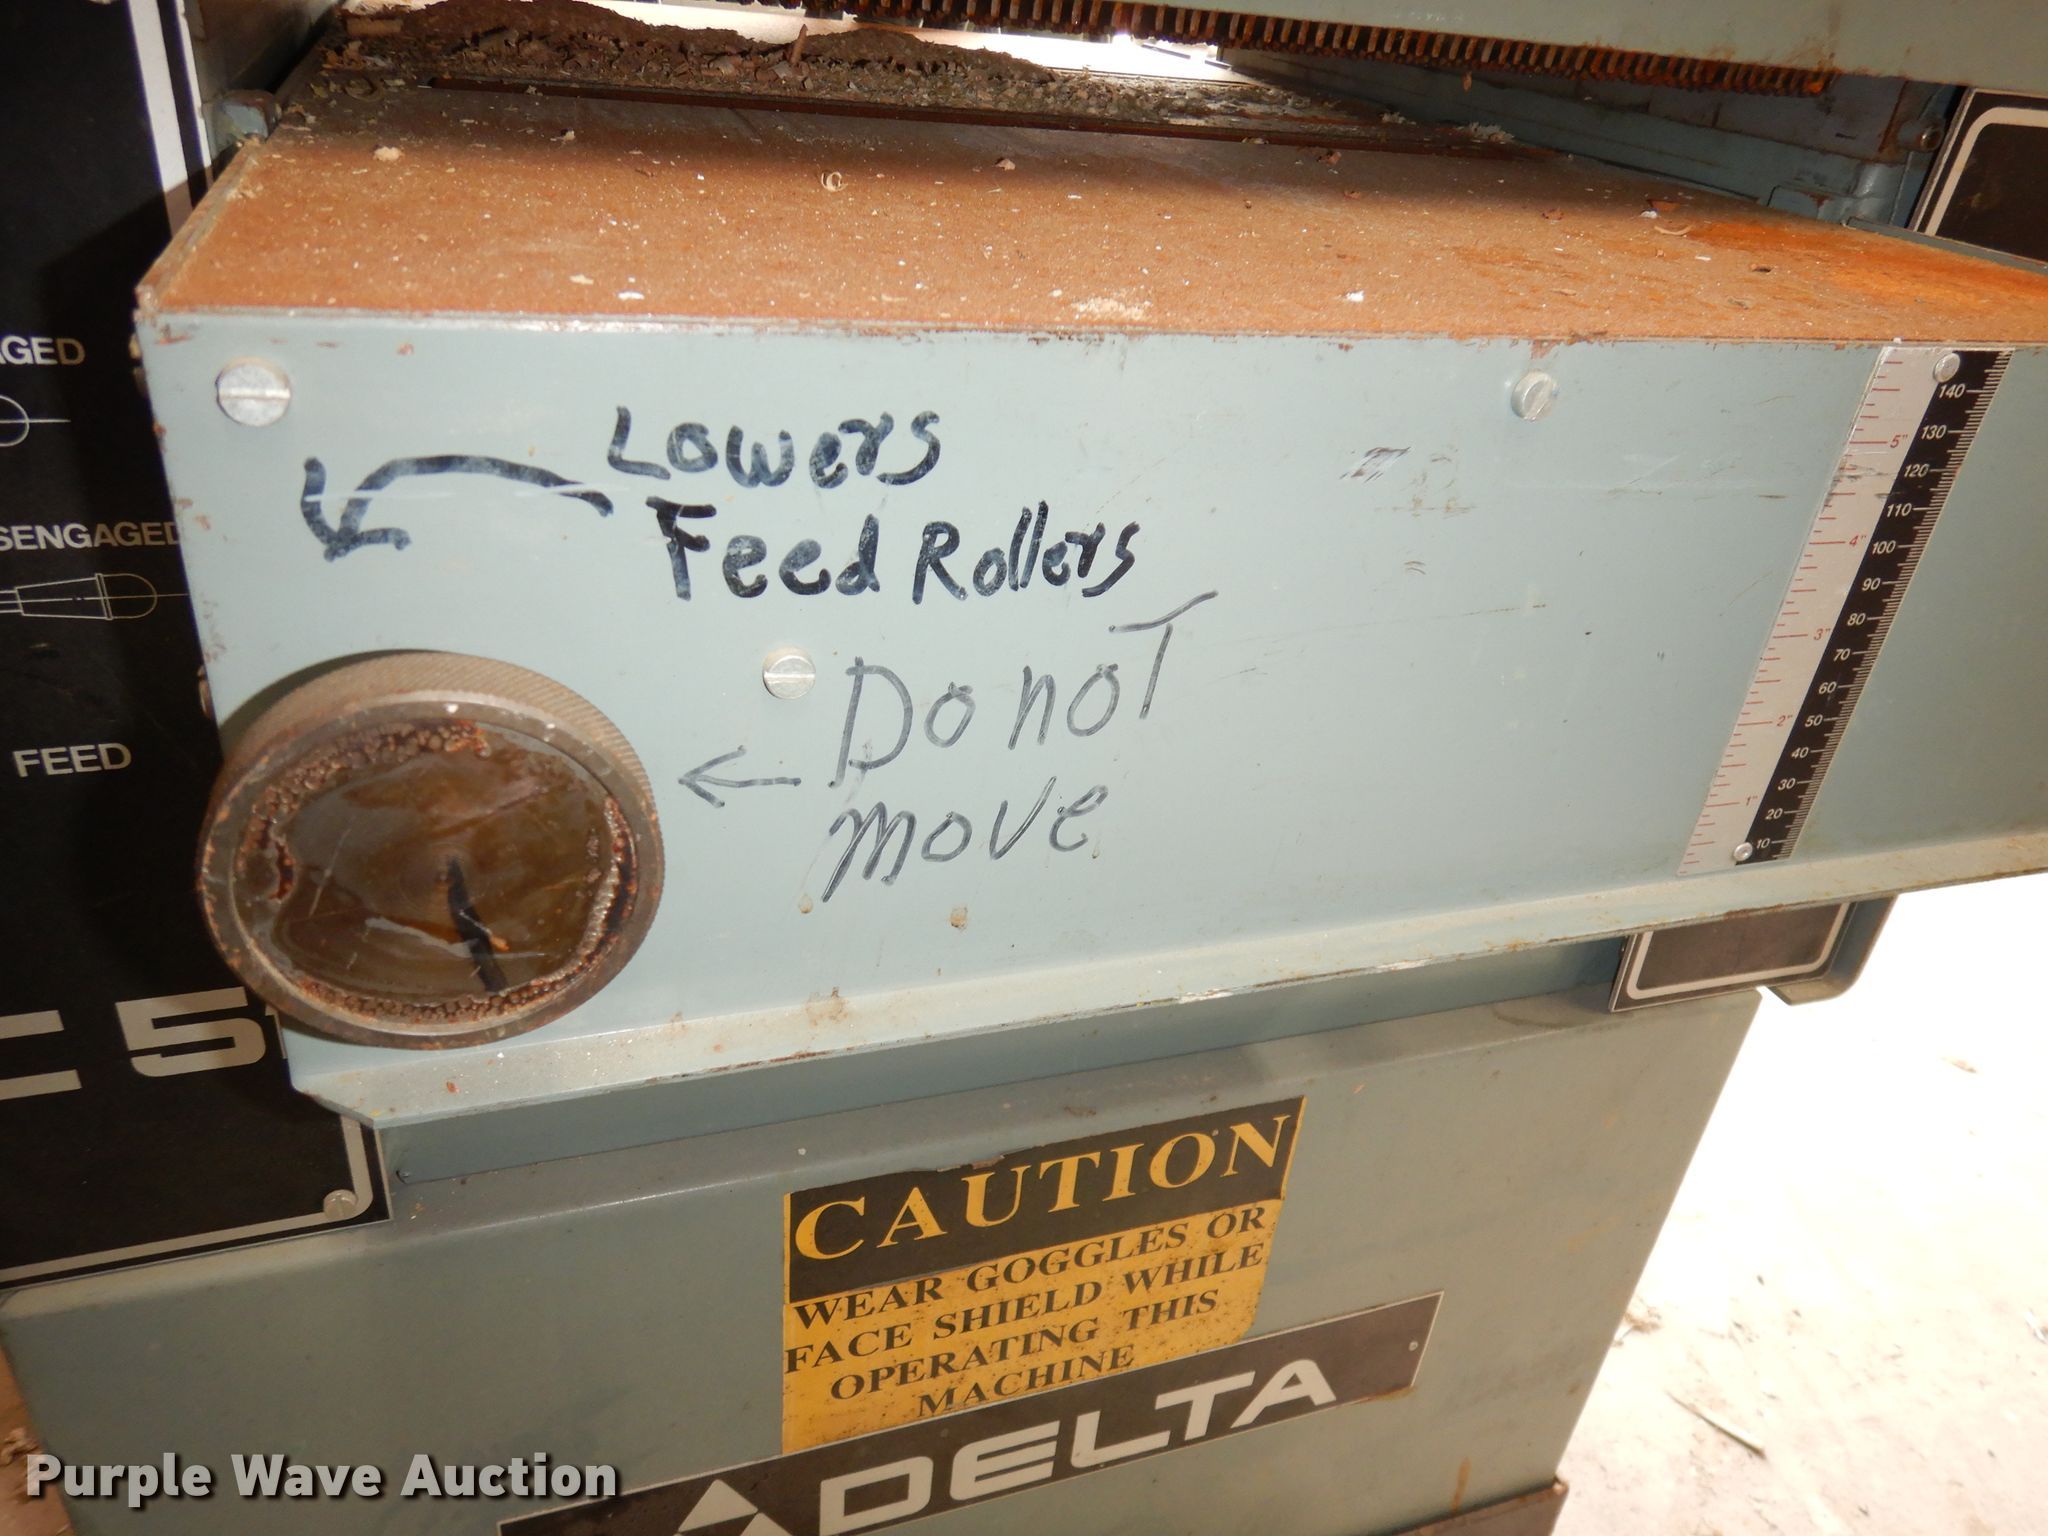 Lowers
Feed Rollers
Do noT
move
FEED
5
140
130
5"
120
110
4"
100
90
80
3"
70
60
2"
50
40
30
1"
20
10
CAUTION
WEAR GOGGLES OR
FACE SHIELD WHILE
OPERATING THIS
MACHINE
DELTA
Purple Wave Auction